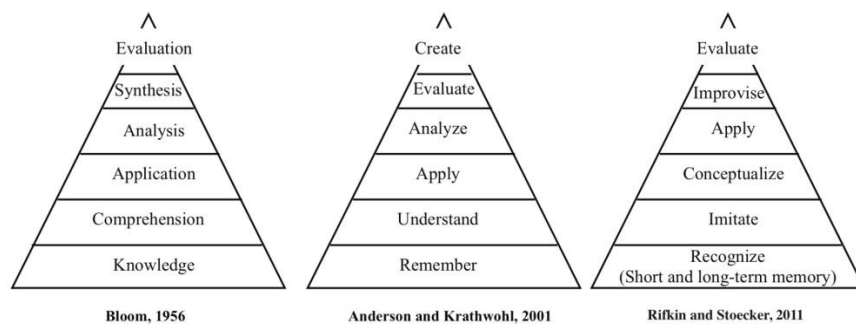 Evaluation
Synthesis
Analysis
Application
Comprehension
Knowledge
Bloom, 1956
Create
Evaluate
Analyze
Apply
Understand
Remember
Anderson and Krathwohl, 2001
Evaluate
Improvise
Apply
Conceptualize
Imitate
Recognize
(Short and long-term memory)
Rifkin and Stoecker, 2011